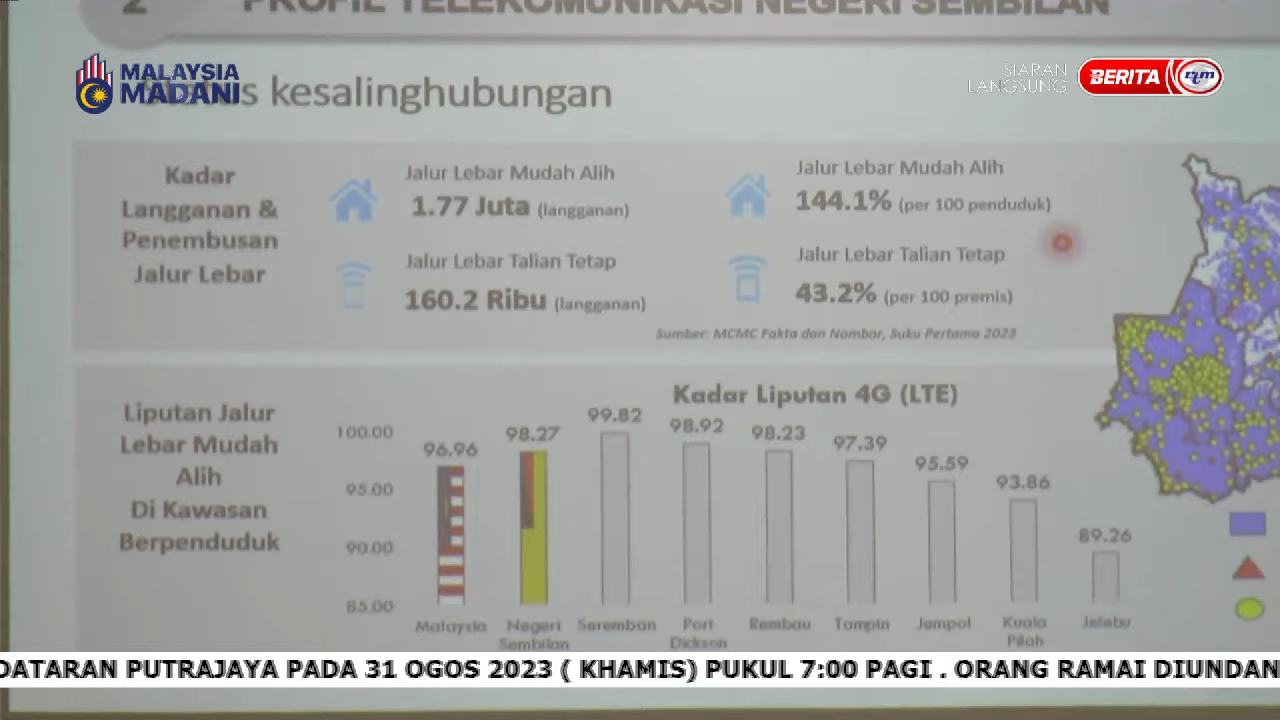 2 PROFIL TELEKOMUNIKASI NEGERI SEMBILAN
MALAYSIA
MADANI
kesalinghubungan
SIARAN
LANGSUNG
BERITA rtm
Kadar
Langganan &
Penembusan
Jalur Lebar
Jalur Lebar Mudah Alih
1.77 Juta (langganan)
Jalur Lebar Talian Tetap
160.2 Ribu (langganan)
Jalur Lebar Mudah Alih
144.1% (per 100 penduduk)
Jalur Lebar Talian Tetap
43.2% (per 100 premis)
Sumber: MCMC Fakta dan Nombor, Suku Pertama 2023
Liputan Jalur
Lebar Mudah
Alih
Di Kawasan
Berpenduduk
Kadar Liputan 4G (LTE)
100.00
95.00
90.00
85.00
96.96
98.27
99.82
98.92
98.23
97.39
95.59
93.86
89.26
Malaysia
Negeri
Sembilan
Seremban
Port
Dickson
Rembau
Tampin
Jempol
Kuala
Pilah
Jelebu
DATARAN PUTRAJAYA PADA 31 OGOS 2023 ( KHAMIS) PUKUL 7:00 PAGI . ORANG RAMAI DIUNDAN